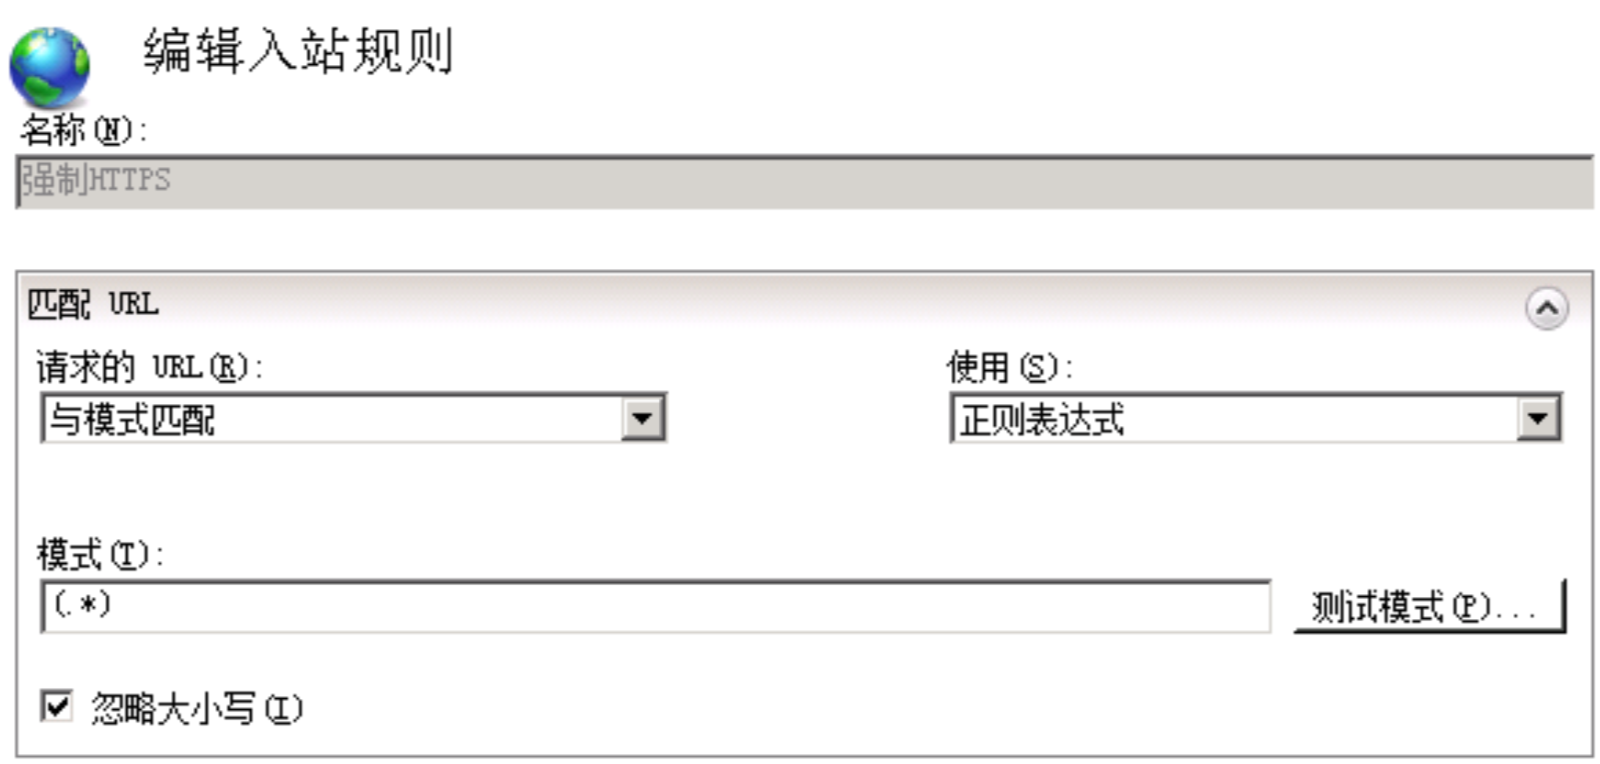 编辑入站规则
名称(N):
强制HTTPS
匹配 URL
请求的 URL(R): 使用(S):
与模式匹配 正则表达式
模式(T):
(.*) 测试模式(P)...
忽略大小写(I)